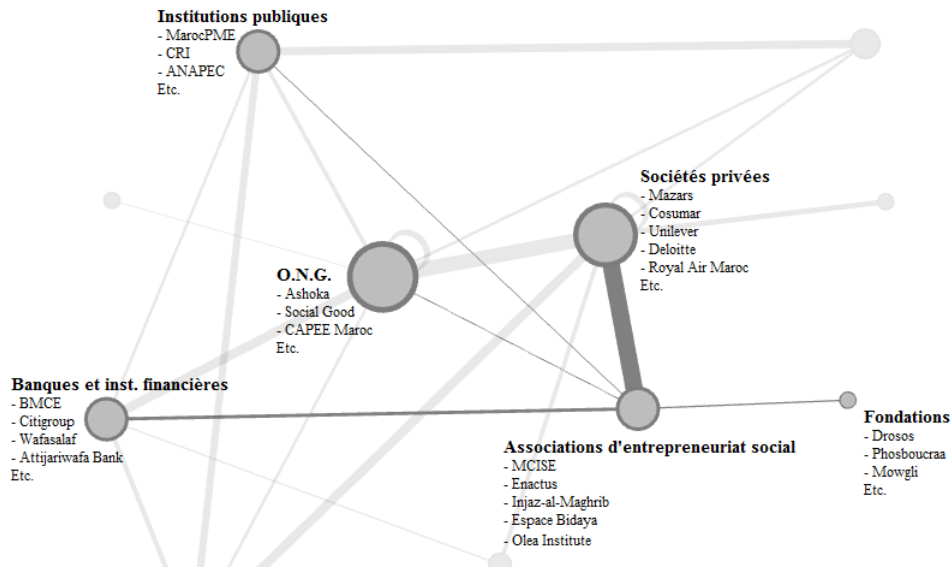 Institutions publiques
- MarocPME
- CRI
- ANAPEC
Etc.
Sociétés privées
- Mazars
- Cosumar
- Unilever
- Deloitte
- Royal Air Maroc
Etc.
O.N.G.
- Ashoka
- Social Good
- CAPEE Maroc
Etc.
Banques et inst. financières
- BMCE
- Citigroup
- Wafasalaf
- Attijariwafa Bank
Etc.
Associations d'entrepreneuriat social
- MCISE
- Enactus
- Injaz-al-Maghrib
- Espace Bidaya
- Olea Institute
Fondations
- Drosos
- Phosboucraa
- Mowgli
Etc.